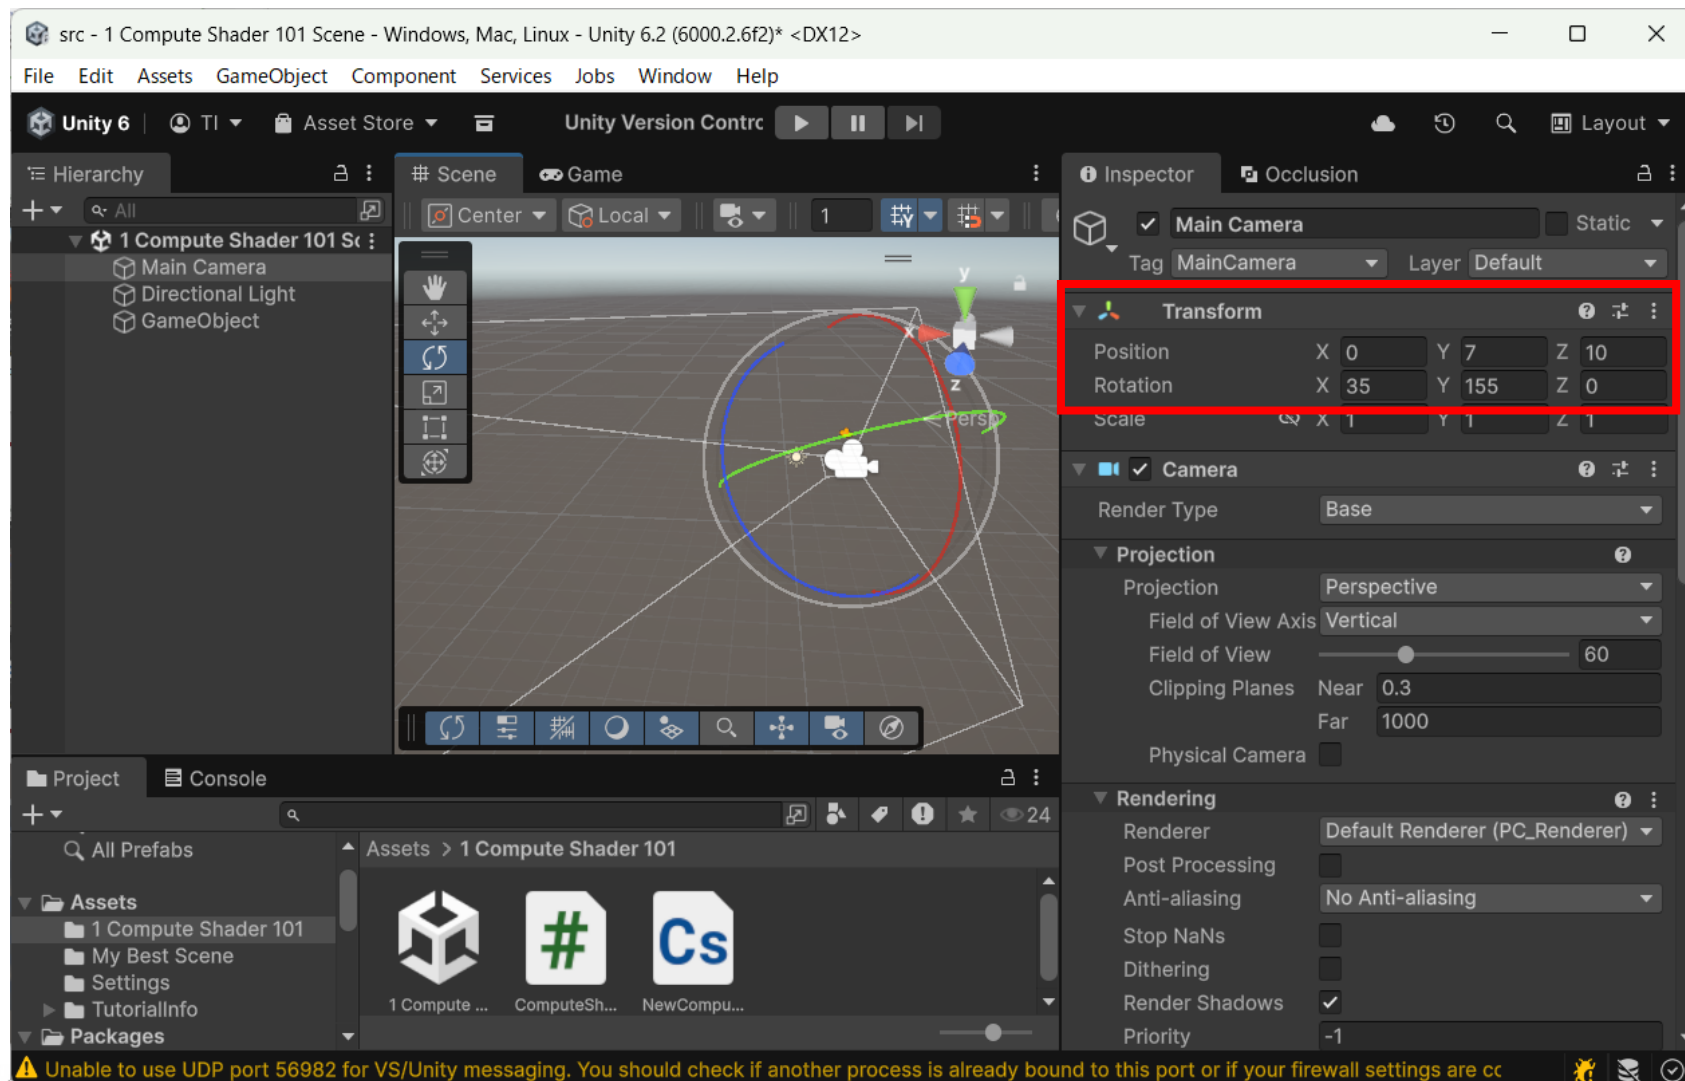 src - 1 Compute Shader 101 Scene - Windows, Mac, Linux - Unity 6.2 (6000.2.6f2)* <DX12>
File Edit Assets GameObject Component Services Jobs Window Help
Unity 6 TI Asset Store Unity Version Contrc Layout
Hierarchy
All
1 Compute Shader 101 Sc
Main Camera
Directional Light
GameObject
Scene Game
Center Local 1
y
x
z
Persp
Inspector Occlusion
Main Camera Static
Tag MainCamera Layer Default
Transform
Position X 0 Y 7 Z 10
Rotation X 35 Y 155 Z 0
Scale X 1 Y 1 Z 1
Camera
Render Type Base
Projection
Projection Perspective
Field of View Axis Vertical
Field of View 60
Clipping Planes Near 0.3
Far 1000
Physical Camera
Rendering
Renderer Default Renderer (PC_Renderer)
Post Processing
Anti-aliasing No Anti-aliasing
Stop NaNs
Dithering
Render Shadows
Priority -1
Project Console
24
All Prefabs
Assets
1 Compute Shader 101
My Best Scene
Settings
TutorialInfo
Packages
Assets > 1 Compute Shader 101
# Cs
1 Compute ... ComputeSh... NewCompu...
Unable to use UDP port 56982 for VS/Unity messaging. You should check if another process is already bound to this port or if your firewall settings are cc